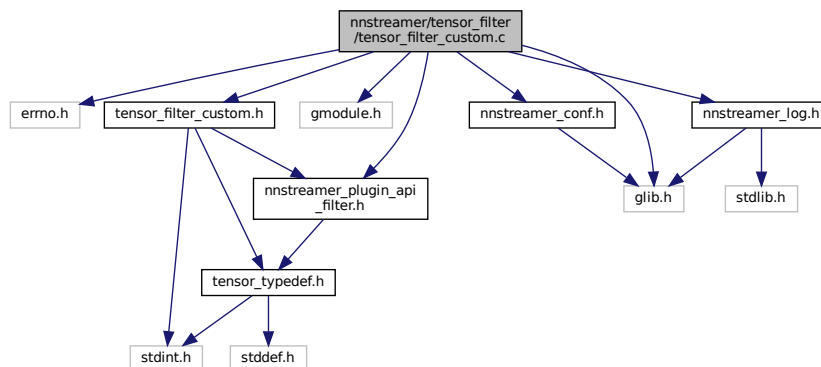 nnstreamer/tensor_filter
/tensor_filter_custom.c
errno.h
tensor_filter_custom.h
gmodule.h
nnstreamer_conf.h
nnstreamer_log.h
nnstreamer_plugin_api
_filter.h
glib.h
stdlib.h
tensor_typedef.h
stdint.h
stddef.h